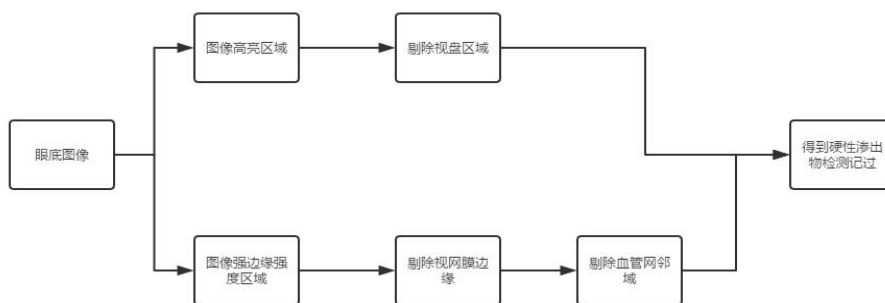 图像高亮区域
剔除视盘区域
眼底图像
得到硬性渗出
物检测记过
图像强边缘强
度区域
剔除视网膜边
缘
剔除血管网邻
域